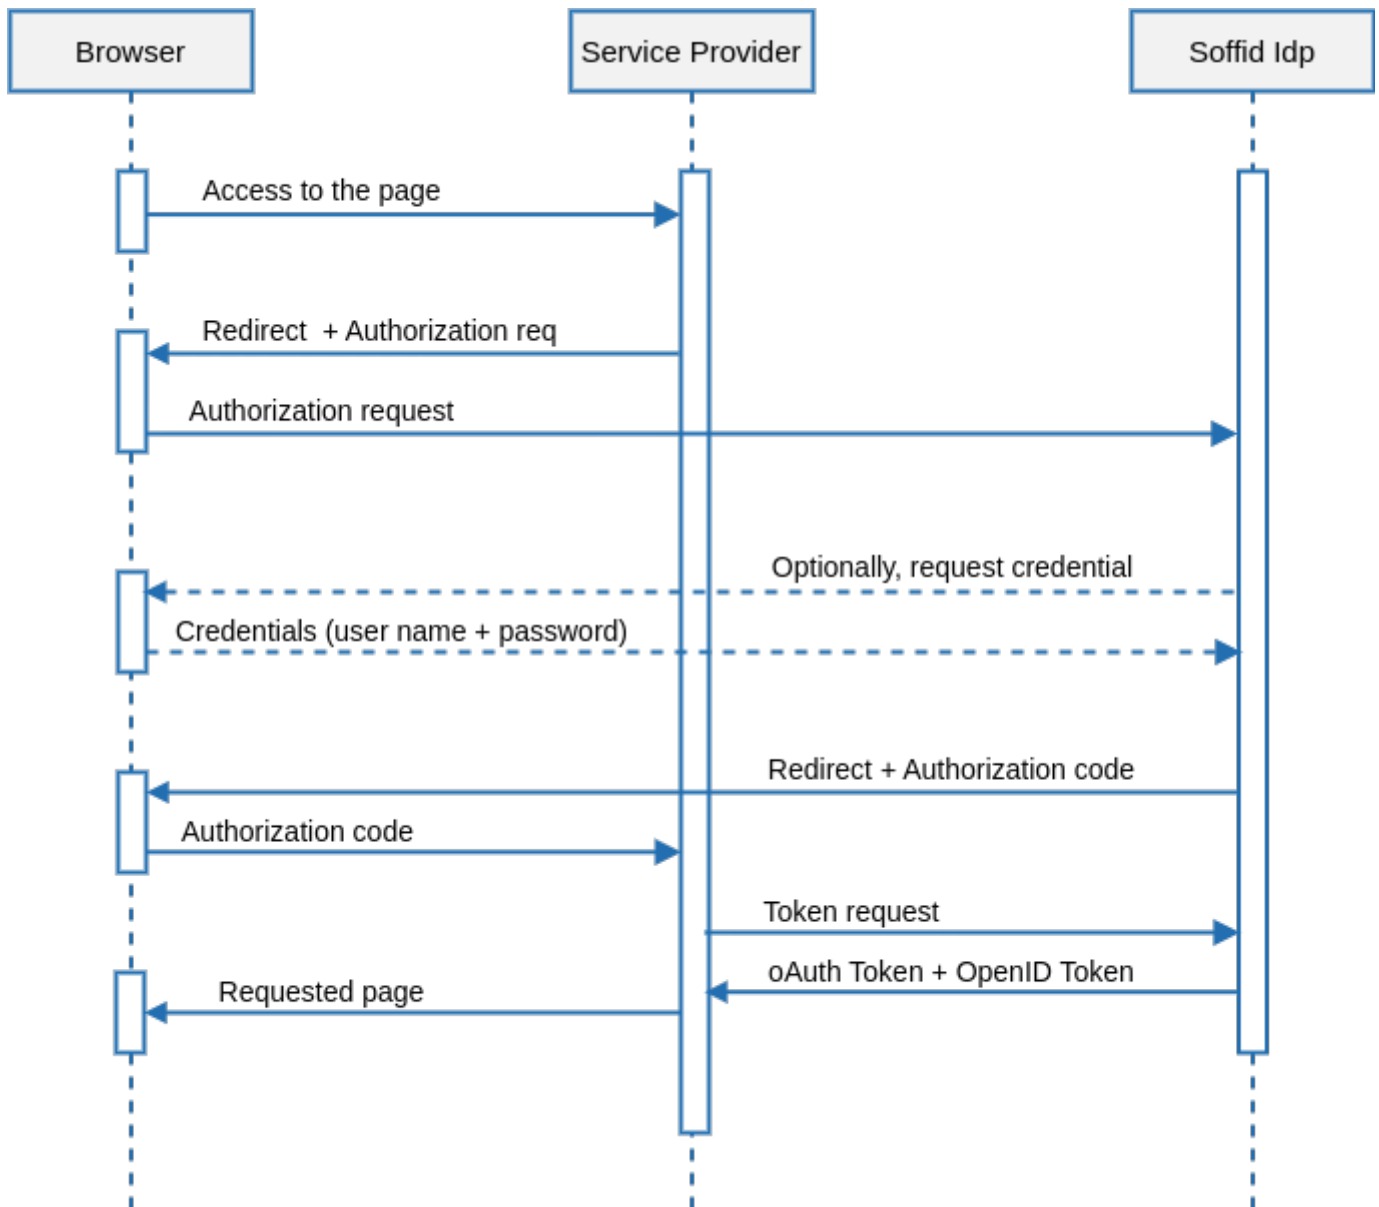 Browser
Service Provider
Soffid Idp
Access to the page
Redirect  + Authorization req
Authorization request
Optionally, request credential
Credentials (user name + password)
Redirect + Authorization code
Authorization code
Token request
oAuth Token + OpenID Token
Requested page